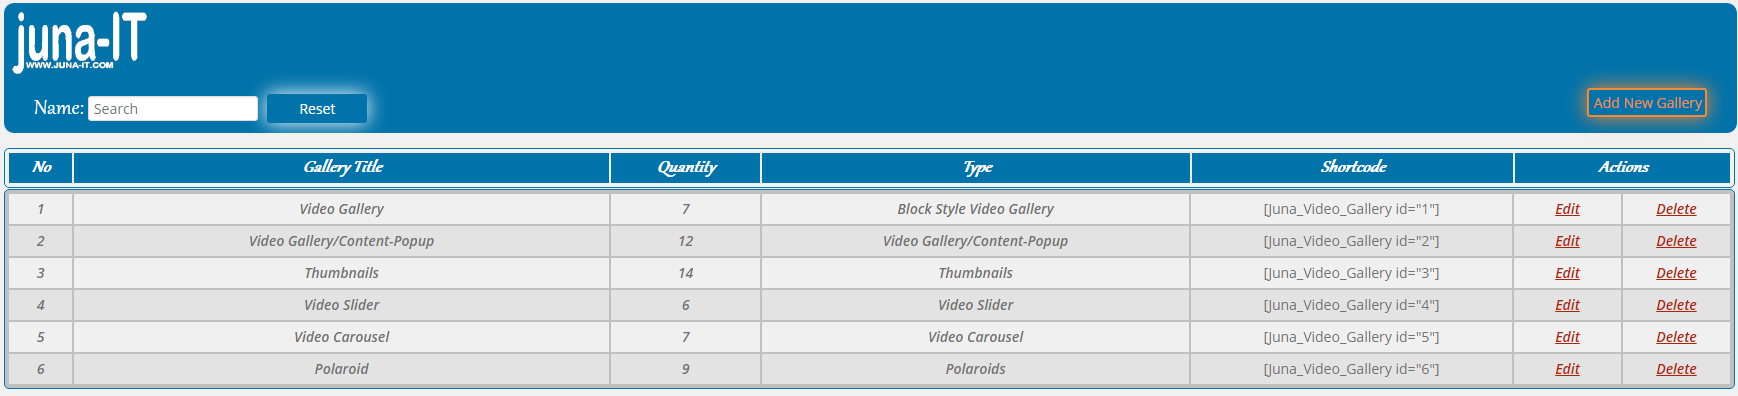 juna-IT
WWW.JUNA-IT.COM
Name: Search Reset Add New Gallery
No Gallery Title Quantity Type Shortcode Actions
1 Video Gallery 7 Block Style Video Gallery [Juna_Video_Gallery id="1"] Edit Delete
2 Video Gallery/Content-Popup 12 Video Gallery/Content-Popup [Juna_Video_Gallery id="2"] Edit Delete
3 Thumbnails 14 Thumbnails [Juna_Video_Gallery id="3"] Edit Delete
4 Video Slider 6 Video Slider [Juna_Video_Gallery id="4"] Edit Delete
5 Video Carousel 7 Video Carousel [Juna_Video_Gallery id="5"] Edit Delete
6 Polaroid 9 Polaroids [Juna_Video_Gallery id="6"] Edit Delete